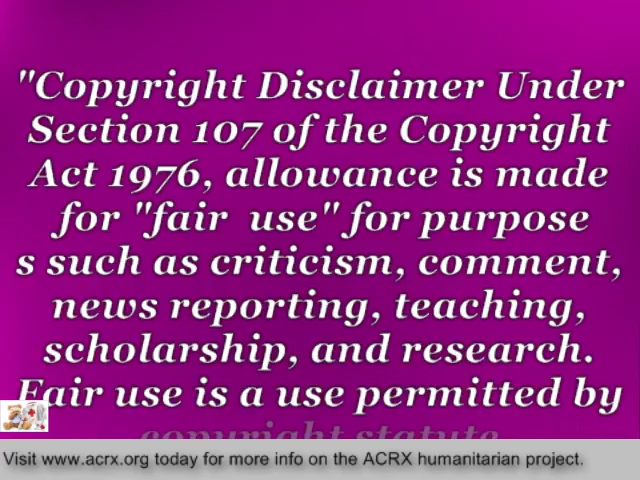 "Copyright Disclaimer Under
Section 107 of the Copyright
Act 1976, allowance is made
for "fair  use" for purpose
s such as criticism, comment,
news reporting, teaching,
scholarship, and research.
Fair use is a use permitted by
copyright statute
Visit www.acrx.org today for more info on the ACRX humanitarian project.